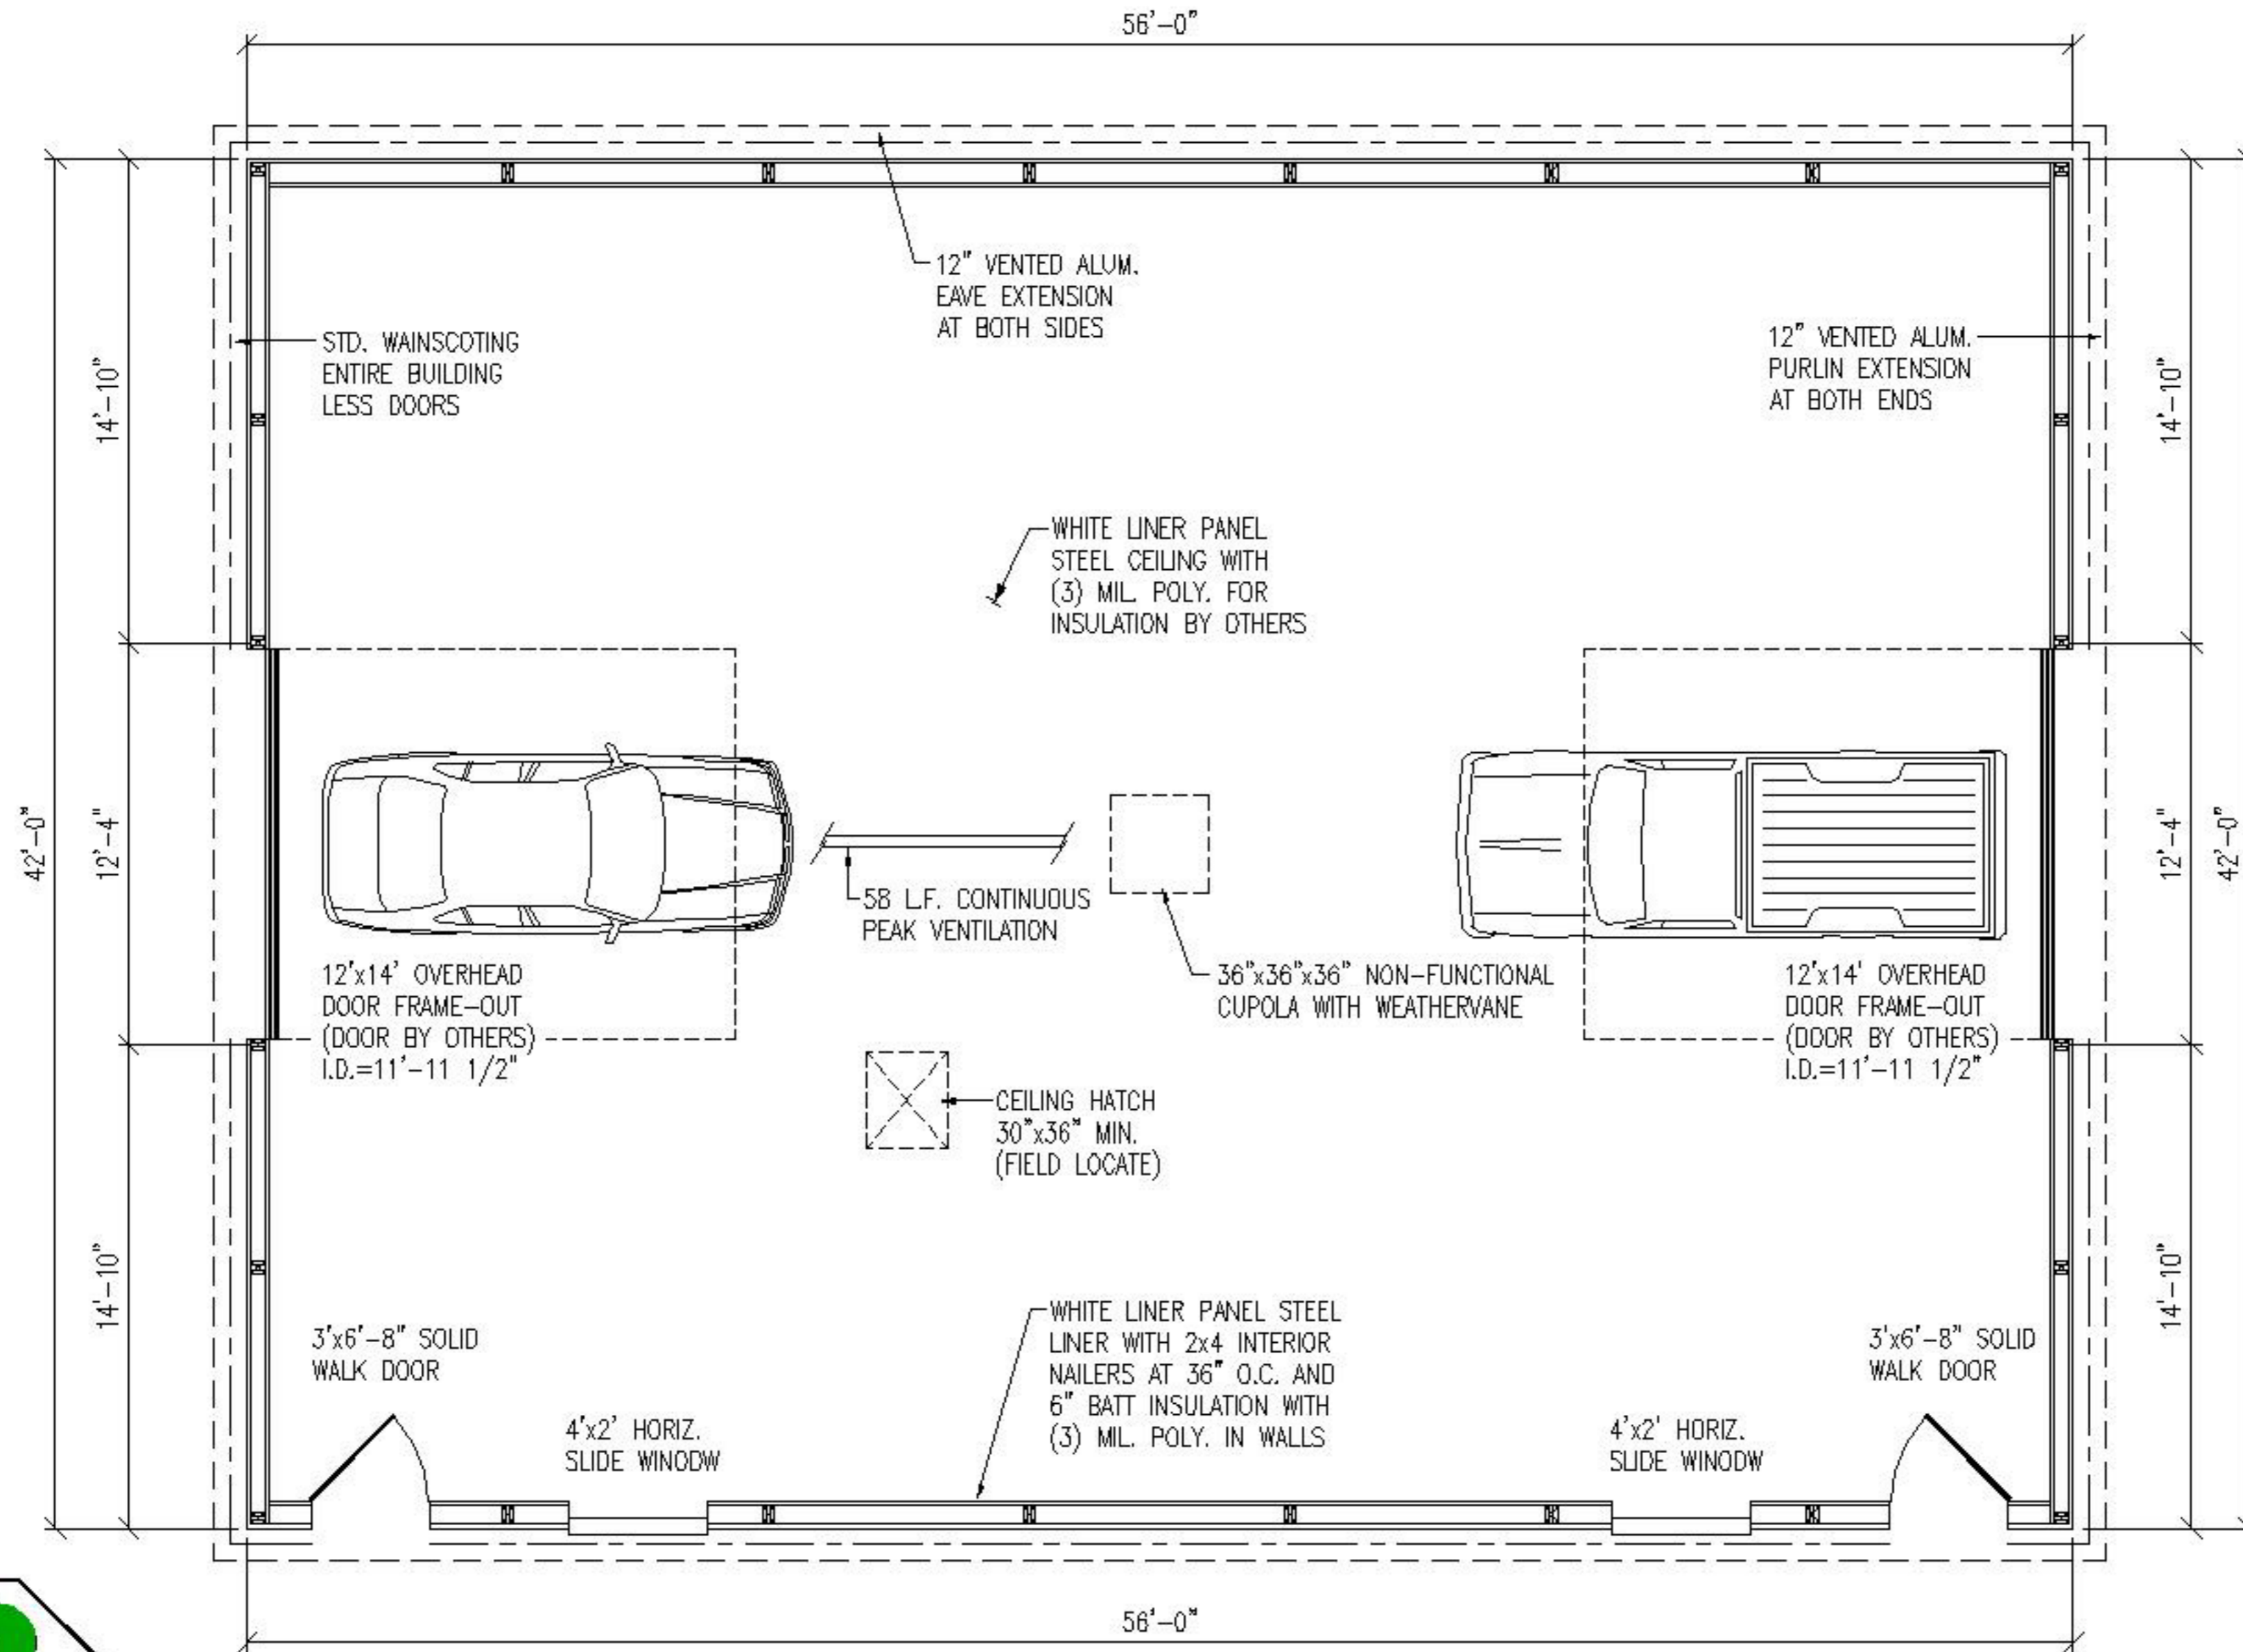 56'-0"
12" VENTED ALUM.
EAVE EXTENSION
AT BOTH SIDES
STD. WAINSCOTING
ENTIRE BUILDING
LESS DOORS
12" VENTED ALUM.
PURLIN EXTENSION
AT BOTH ENDS
14'-10"
14'-10"
WHITE LINER PANEL
STEEL CEILING WITH
(3) MIL. POLY. FOR
INSULATION BY OTHERS
42'-0"
12'-4"
12'-4"
42'-0"
58 L.F. CONTINUOUS
PEAK VENTILATION
36"x36"x36" NON-FUNCTIONAL
CUPOLA WITH WEATHERVANE
12'x14' OVERHEAD
DOOR FRAME-OUT
(DOOR BY OTHERS)
I.D.=11'-11 1/2"
12'x14' OVERHEAD
DOOR FRAME-OUT
(DOOR BY OTHERS)
I.D.=11'-11 1/2"
CEILING HATCH
30"x36" MIN.
(FIELD LOCATE)
14'-10"
14'-10"
3'x6'-8" SOLID
WALK DOOR
WHITE LINER PANEL STEEL
LINER WITH 2x4 INTERIOR
NAILERS AT 36" O.C. AND
6" BATT INSULATION WITH
(3) MIL. POLY. IN WALLS
3'x6'-8" SOLID
WALK DOOR
4'x2' HORIZ.
SLIDE WINODW
4'x2' HORIZ.
SLIDE WINODW
56'-0"